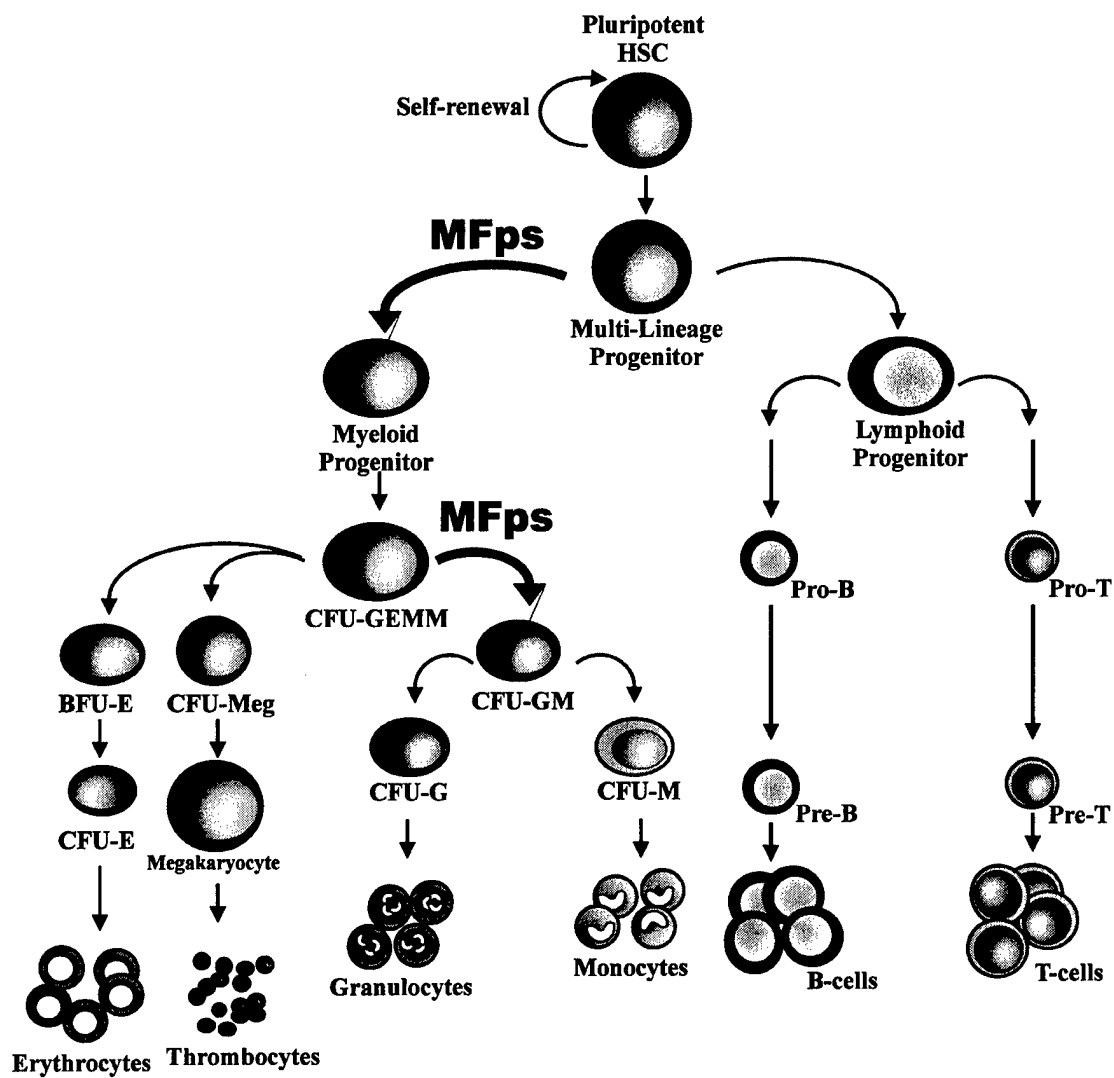 Pluripotent
HSC
Self-renewal
MFps
Multi-Lineage
Progenitor
Myeloid
Progenitor
Lymphoid
Progenitor
MFps
CFU-GEMM
Pro-B
Pro-T
BFU-E
CFU-Meg
CFU-GM
CFU-G
CFU-M
Pre-B
Pre-T
CFU-E
Megakaryocyte
Granulocytes
Monocytes
B-cells
T-cells
Erythrocytes
Thrombocytes